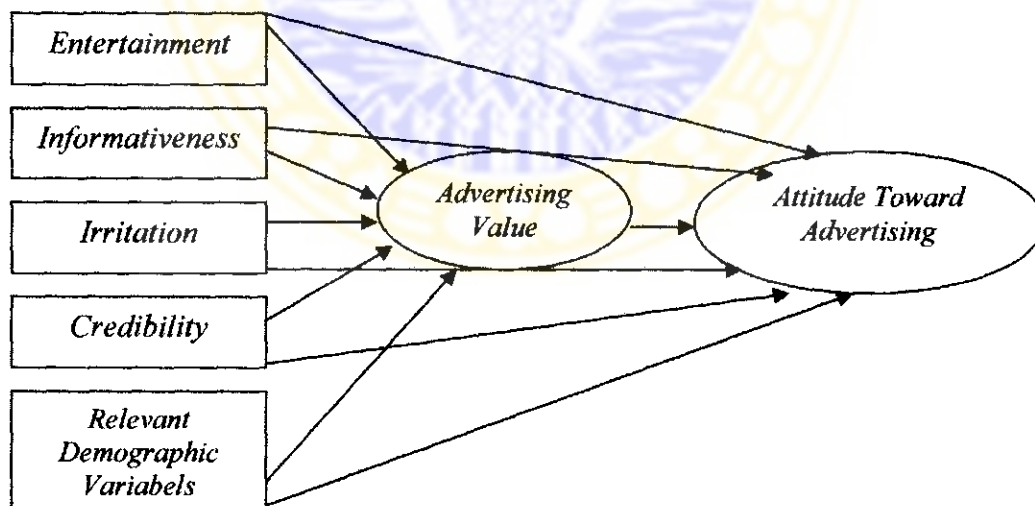 Entertainment
Informativeness
Irritation
Credibility
Relevant
Demographic
Variabels
Advertising
Value
Attitude Toward
Advertising